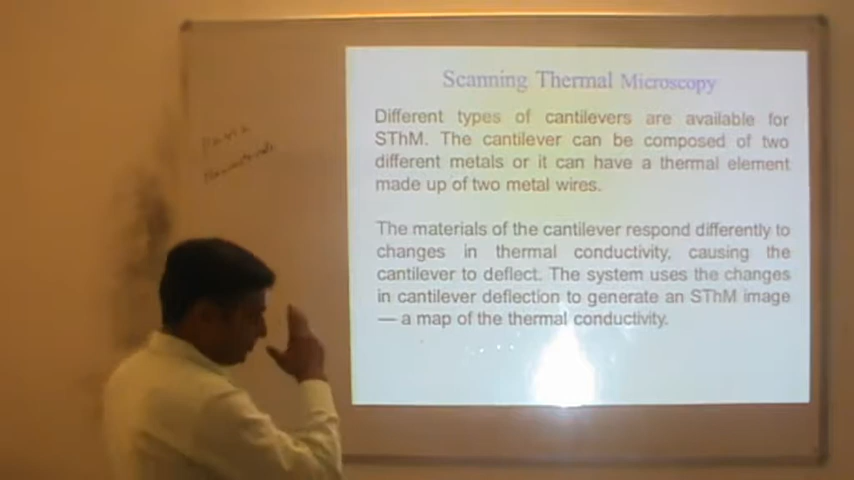 Scanning Thermal Microscopy
Different types of cantilevers are available for
SThM. The cantilever can be composed of two
different metals or it can have a thermal element
made up of two metal wires.
The materials of the cantilever respond differently to
changes in thermal conductivity, causing the
cantilever to deflect. The system uses the changes
in cantilever deflection to generate an SThM image
— a map of the thermal conductivity.